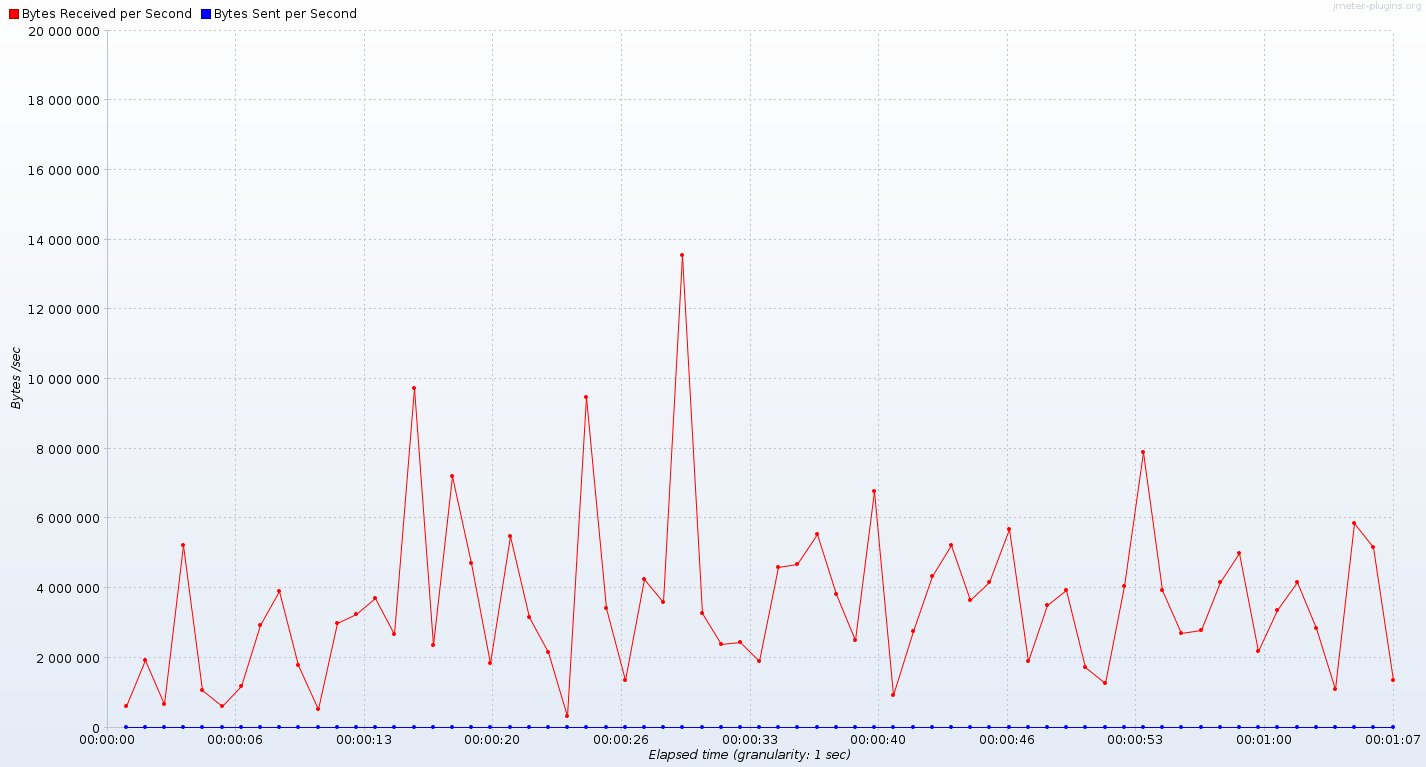 Bytes Received per Second Bytes Sent per Second
jmeter-plugins.org
20 000 000
18 000 000
16 000 000
14 000 000
12 000 000
10 000 000
8 000 000
6 000 000
4 000 000
2 000 000
0
Bytes /sec
00:00:00 00:00:06 00:00:13 00:00:20 00:00:26 00:00:33 00:00:40 00:00:46 00:00:53 00:01:00 00:01:07
Elapsed time (granularity: 1 sec)